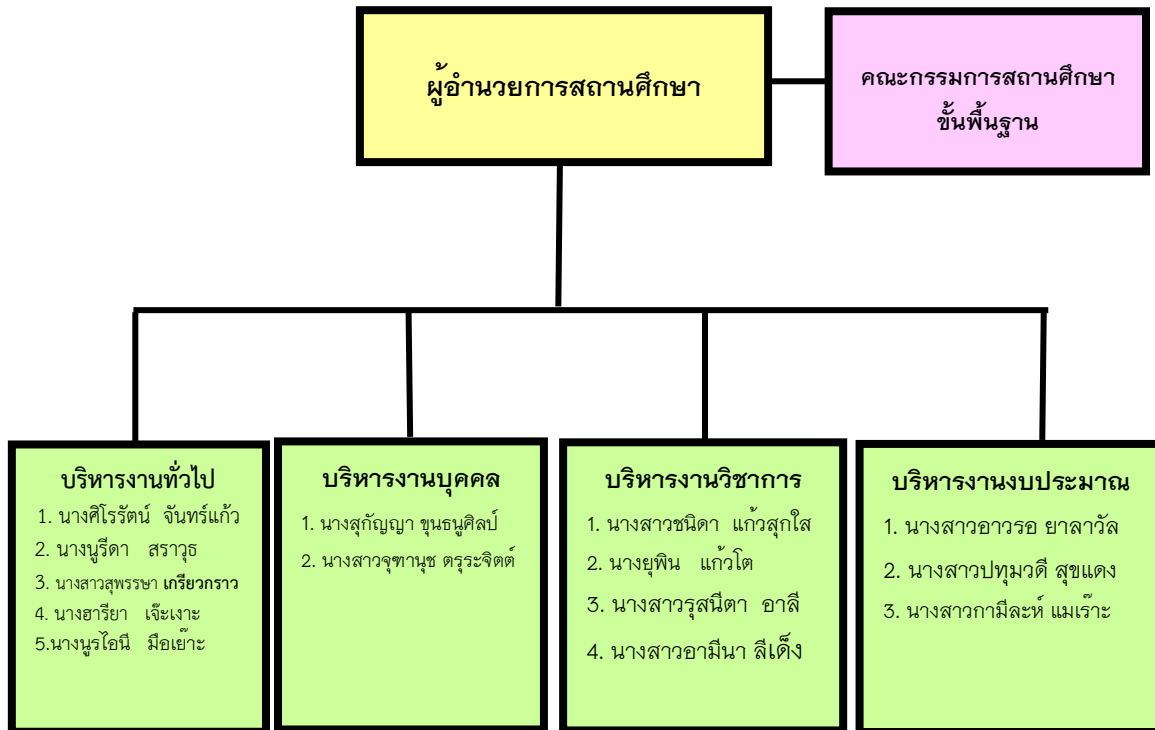 ผู้อำนวยการสถานศึกษา
คณะกรรมการสถานศึกษา
ขั้นพื้นฐาน
บริหารงานทั่วไป
1. นางศิโรรัตน์ จันทร์แก้ว
2. นางนูรีดา สราวุธ
3. นางสาวสุพรรษา เกรียวกราว
4. นางฮารียา เจ๊ะเงาะ
5.นางนูรไอนี มือเย๊าะ
บริหารงานบุคคล
1. นางสุกัญญา ขุนธนูศิลป์
2. นางสาวจุฑานุช ตรุระจิตต์
บริหารงานวิชาการ
1. นางสาวชนิดา แก้วสุกใส
2. นางยุพิน แก้วโต
3. นางสาวรุสนีตา อาลี
4. นางสาวอามีนา ลีเด็ง
บริหารงานงบประมาณ
1. นางสาวอาวรอ ยาลาวัล
2. นางสาวปทุมวดี สุขแดง
3. นางสาวกามีละห์ แมเร๊าะ